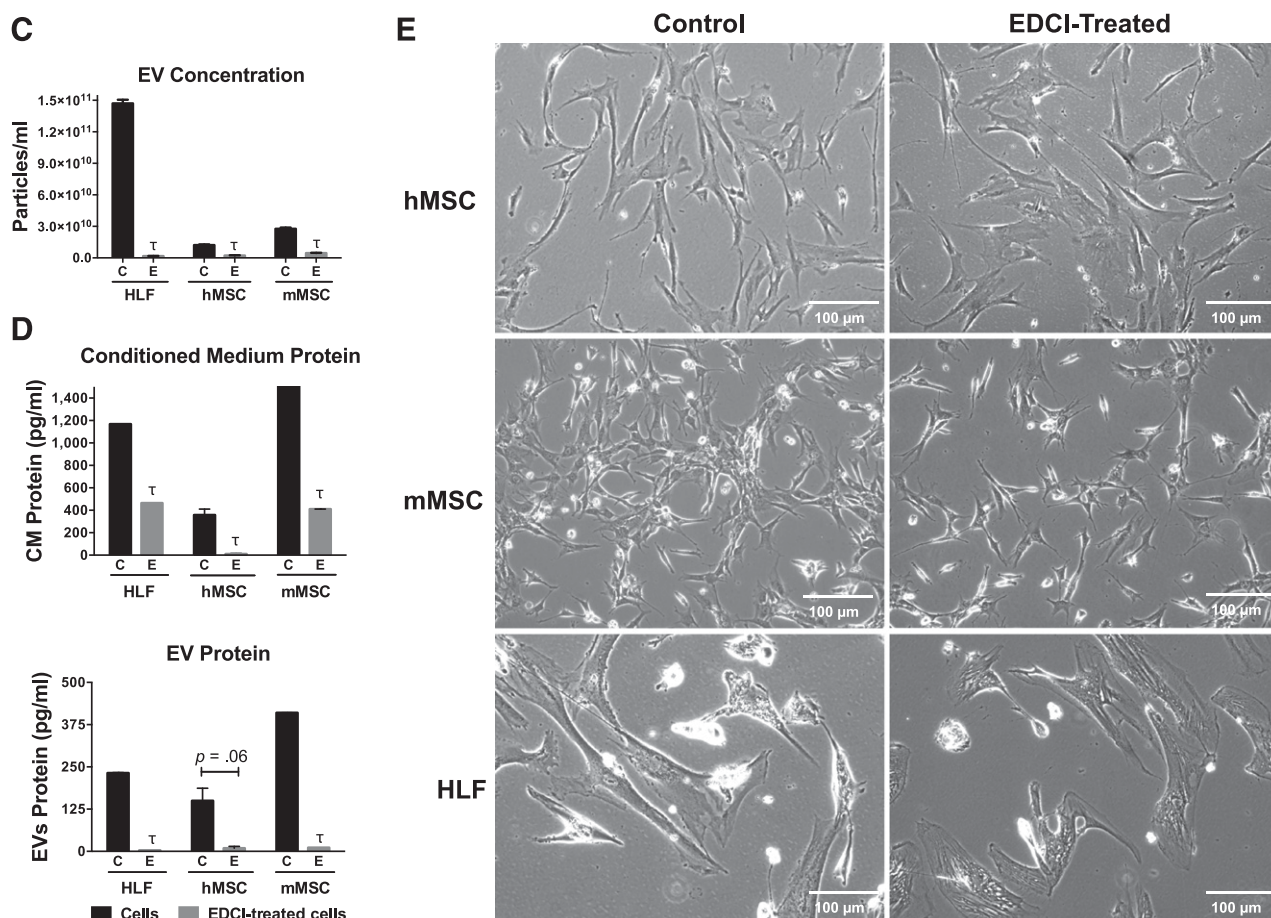 C
EV Concentration
Particles/ml
1.5×10¹¹
1.2×10¹¹
9.0×10¹⁰
6.0×10¹⁰
3.0×10¹⁰
0.0
τ τ τ
C E C E C E
HLF hMSC mMSC
D
Conditioned Medium Protein
CM Protein (pg/ml)
1,400
1,200
1,000
800
600
400
200
0
τ τ τ
C E C E C E
HLF hMSC mMSC
EV Protein
EVs Protein (pg/ml)
500
375
250
125
0
p = .06
τ τ
C E C E C E
HLF hMSC mMSC
Cells EDCI-treated cells
E
Control EDCI-Treated
hMSC
100 µm 100 µm
mMSC
100 µm 100 µm
HLF
100 µm 100 µm